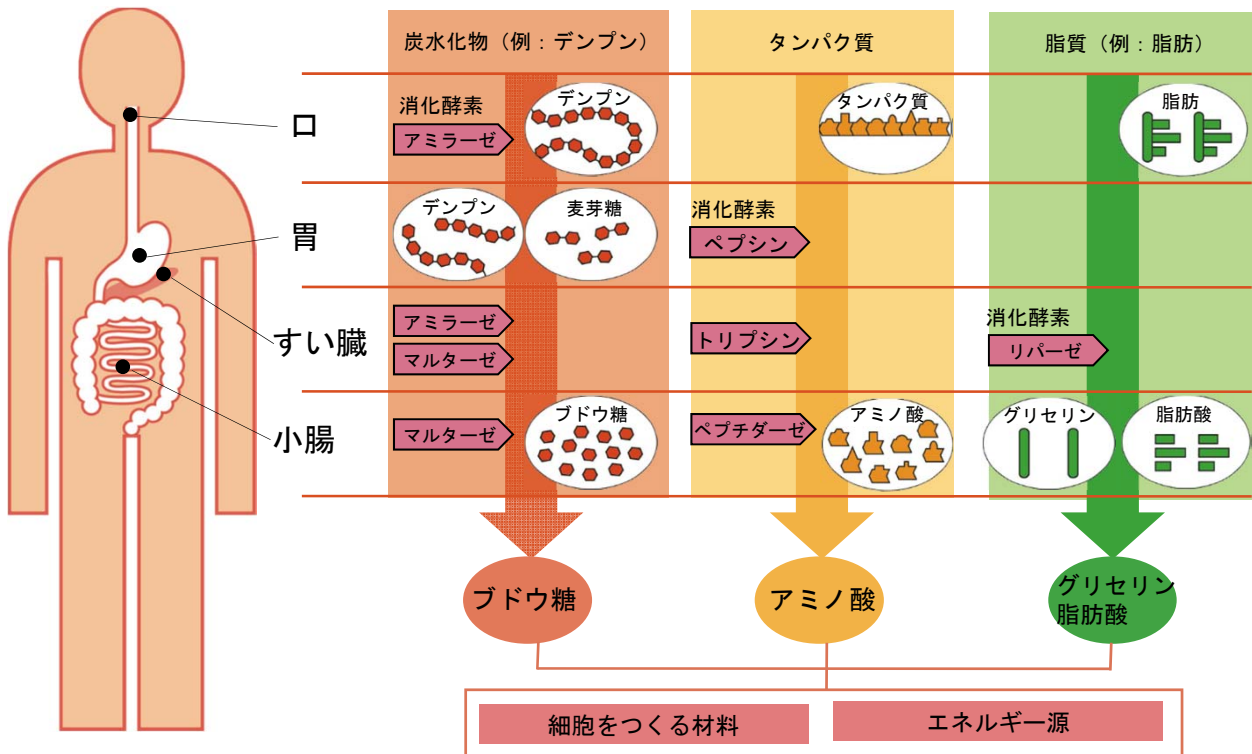 炭水化物（例：デンプン）
タンパク質
脂質（例：脂肪）
口
消化酵素
アミラーゼ
デンプン
タンパク質
脂肪
胃
デンプン
麦芽糖
消化酵素
ペプシン
すい臓
アミラーゼ
マルターゼ
トリプシン
消化酵素
リパーゼ
小腸
マルターゼ
ブドウ糖
ペプチダーゼ
アミノ酸
グリセリン
脂肪酸
ブドウ糖
アミノ酸
グリセリン
脂肪酸
細胞をつくる材料
エネルギー源